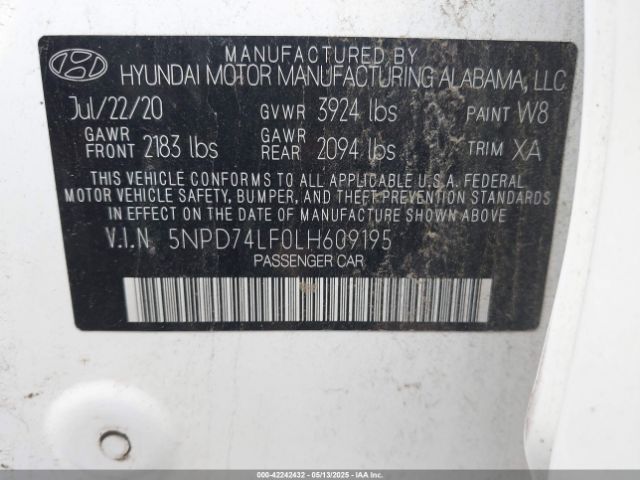 MANUFACTURED BY
HYUNDAI MOTOR MANUFACTURING ALABAMA, LLC
Jul/22/20 GVWR 3924 lbs PAINT W8
GAWR FRONT 2183 lbs GAWR REAR 2094 lbs TRIM XA
THIS VEHICLE CONFORMS TO ALL APPLICABLE U.S.A. FEDERAL
MOTOR VEHICLE SAFETY, BUMPER, AND THEFT PREVENTION STANDARDS
IN EFFECT ON THE DATE OF MANUFACTURE SHOWN ABOVE
V.I.N. 5NPD74LF0LH609195
PASSENGER CAR
000-42242432 - 05/13/2025 - COPYRIGHT © IAA, LLC.